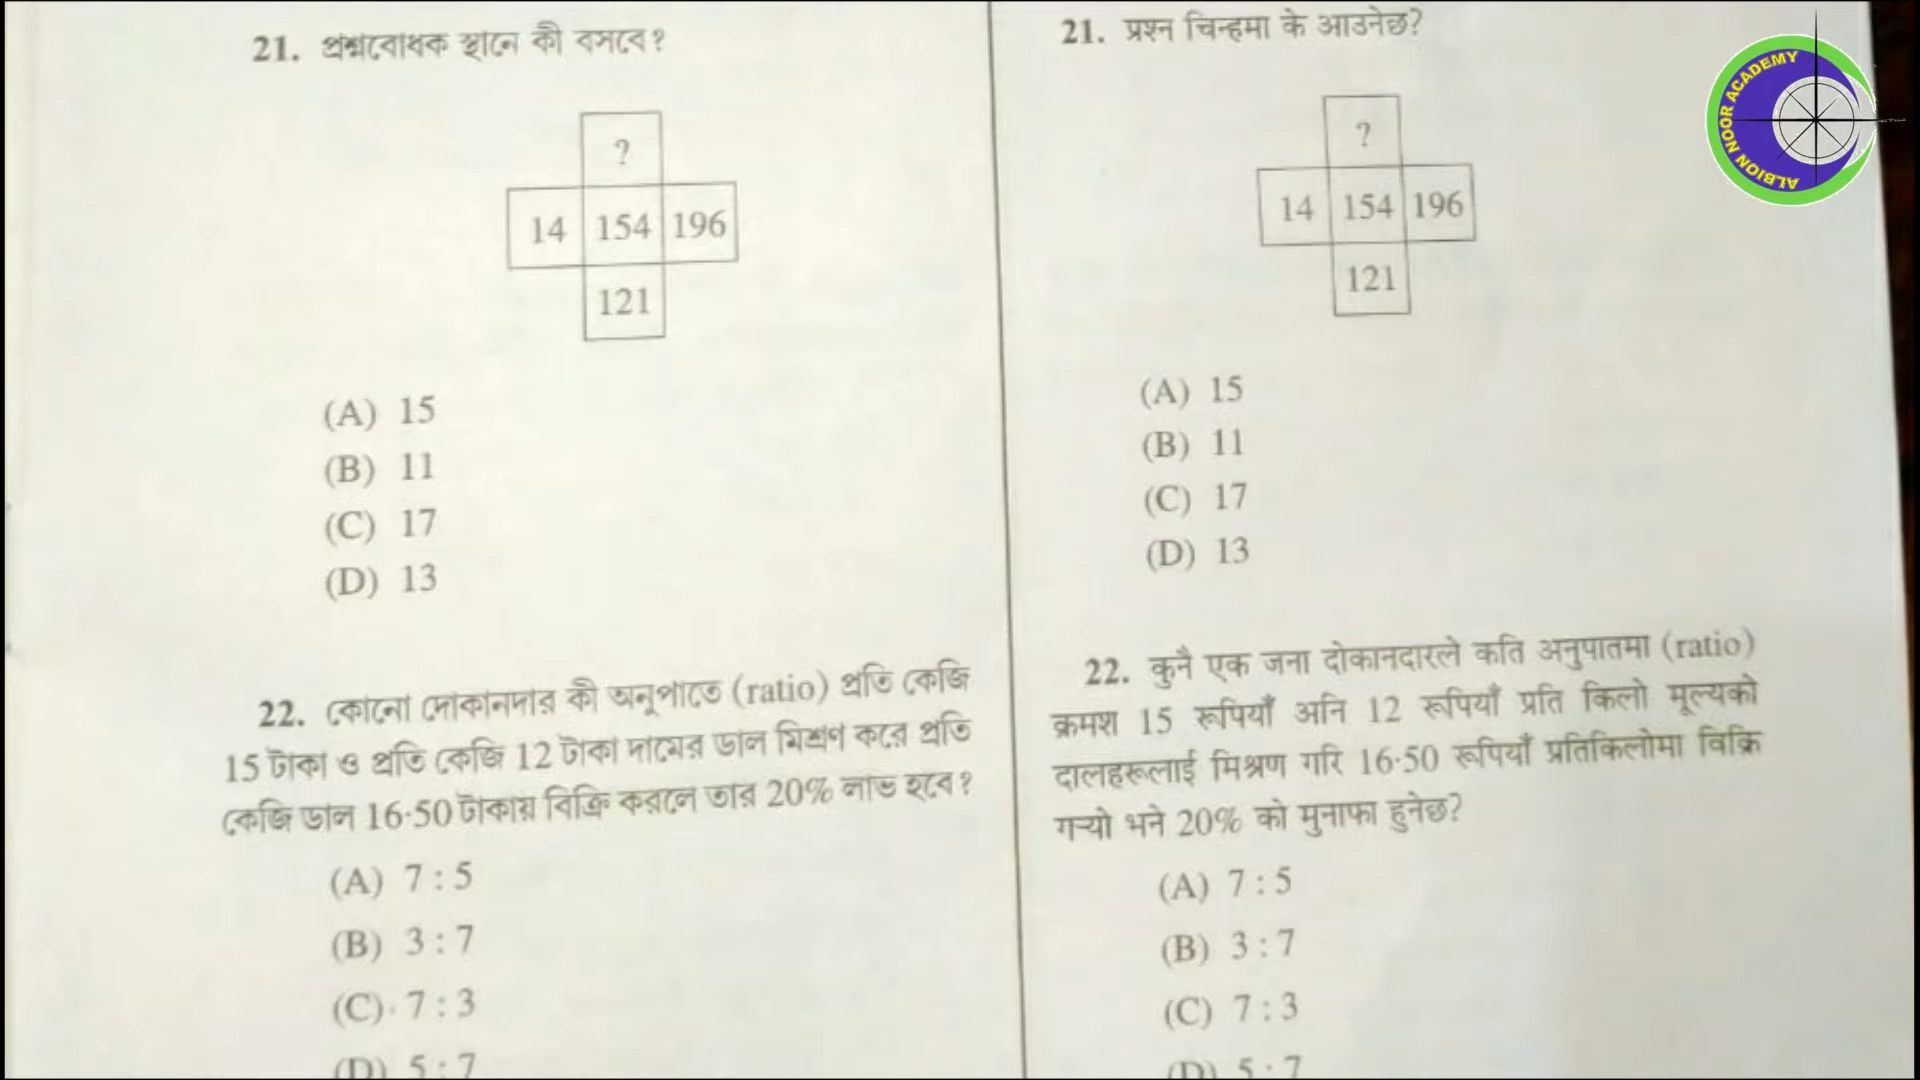 21. প্রশ্নবোধক স্থানে কী বসবে?
?
14 154 196
121
(A) 15
(B) 11
(C) 17
(D) 13
22. কোনো দোকানদার কী অনুপাতে (ratio) প্রতি কেজি
15 টাকা ও প্রতি কেজি 12 টাকা দামের ডাল মিশ্রণ করে প্রতি
কেজি ডাল 16·50 টাকায় বিক্রি করলে তার 20% লাভ হবে?
(A) 7 : 5
(B) 3 : 7
(C) 7 : 3
(D) 5 : 7
21. प्रश्न चिन्हमा के आउनेछ?
?
14 154 196
121
(A) 15
(B) 11
(C) 17
(D) 13
22. कुनै एक जना दोकानदारले कति अनुपातमा (ratio)
क्रमश 15 रूपियाँ अनि 12 रूपियाँ प्रति किलो मूल्यको
दालहरूलाई मिश्रण गरि 16·50 रूपियाँ प्रतिकिलोमा विक्रि
गऱ्यो भने 20% को मुनाफा हुनेछ?
(A) 7 : 5
(B) 3 : 7
(C) 7 : 3
(D) 5 : 7
ALBION NOOR ACADEMY